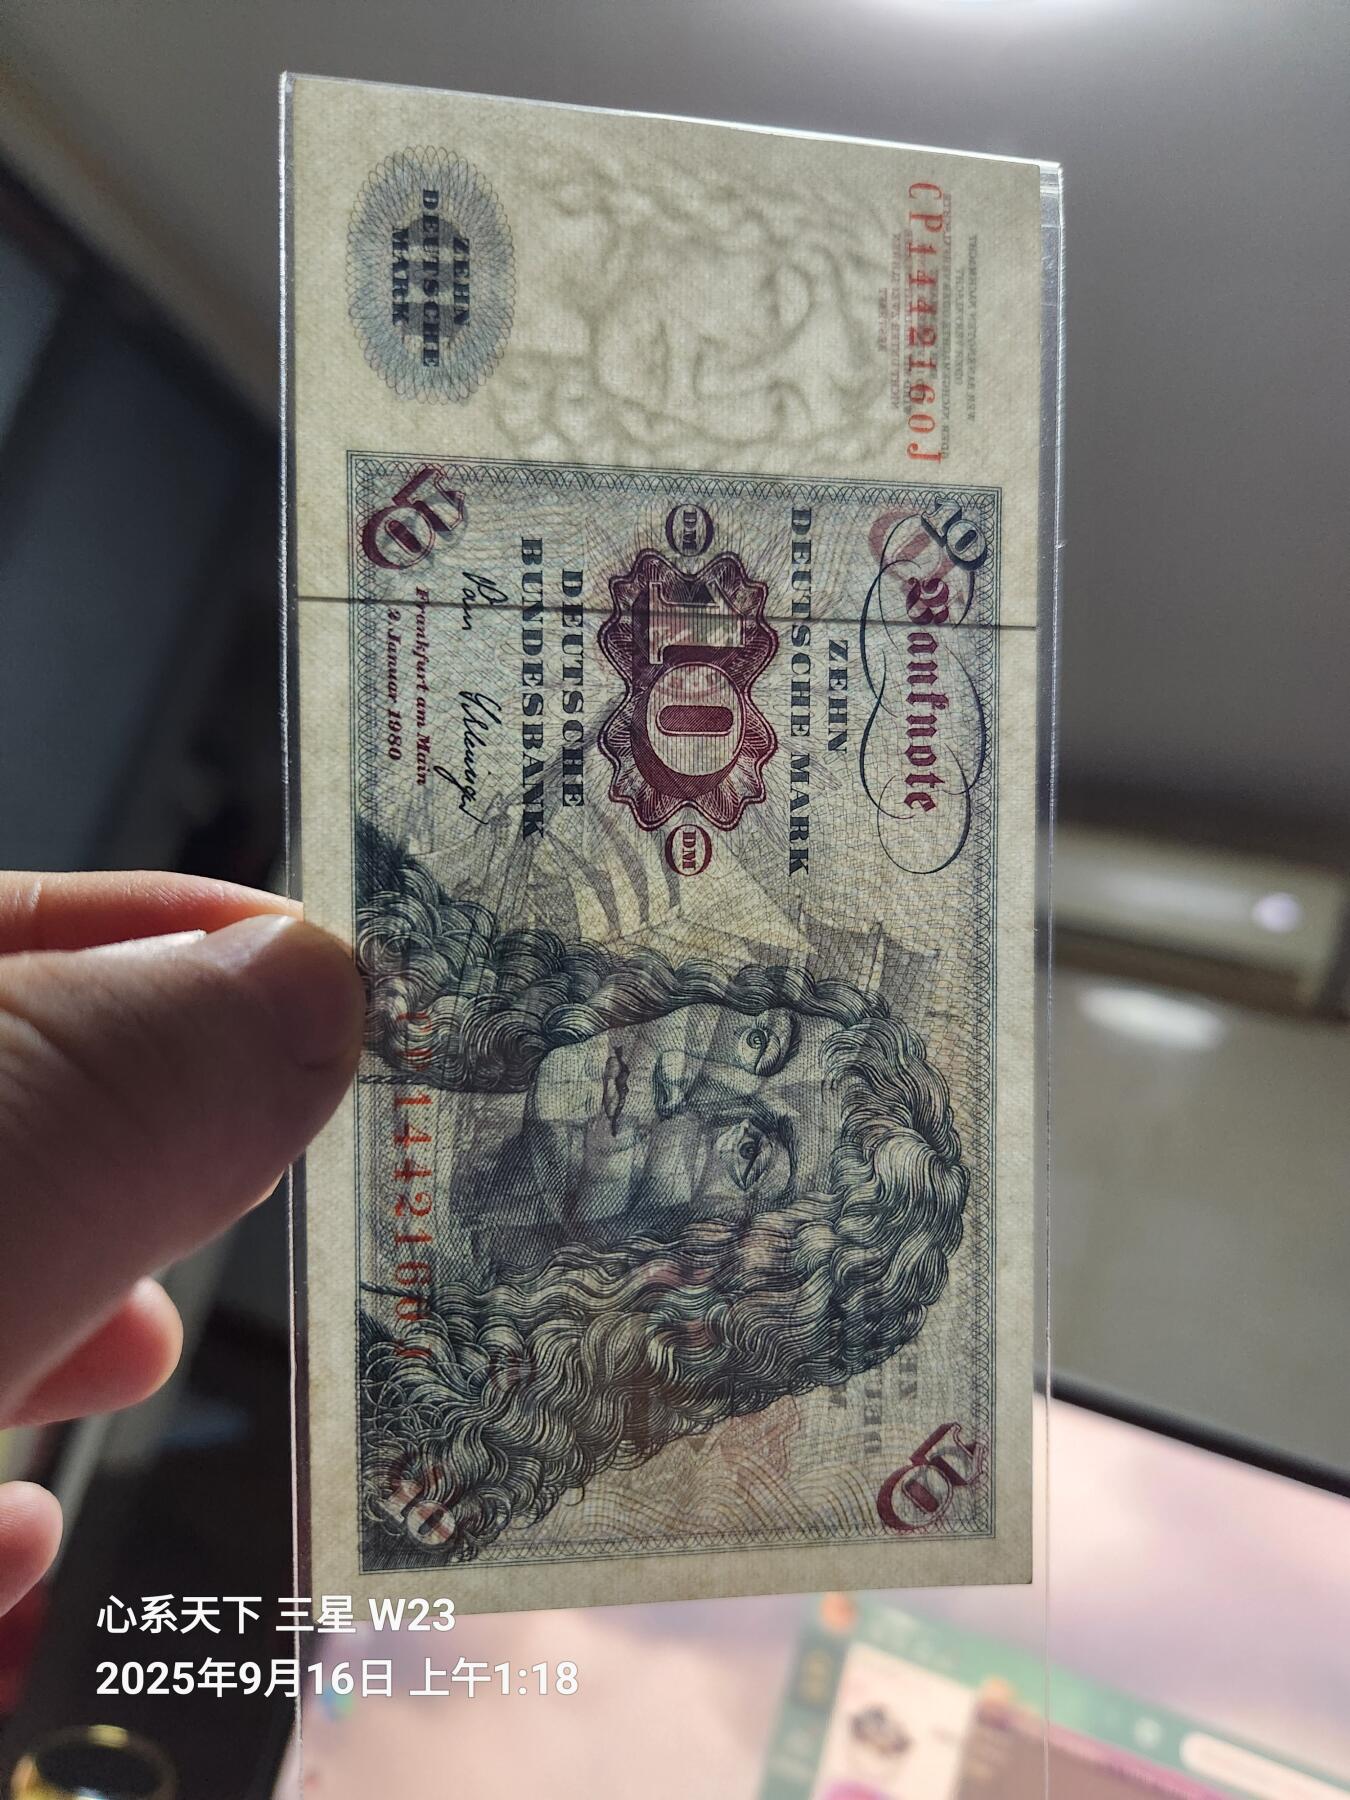 ZEHN
DEUTSCHE
MARK
CP1442160J
10
10
Banknote
ZEHN
DEUTSCHE MARK
DM
10
DM
DEUTSCHE
BUNDESBANK
Frankfurt am Main
2. Januar 1980
10
10
心系天下 三星 W23
2025年9月16日 上午1:18